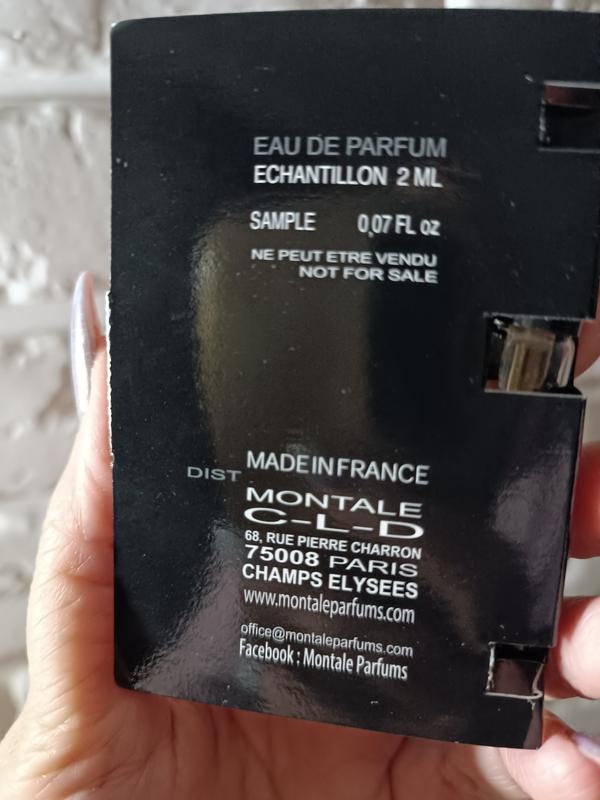 EAU DE PARFUM
ECHANTILLON 2 ML
SAMPLE 0,07 FL oz
NE PEUT ETRE VENDU
NOT FOR SALE
MADE IN FRANCE
DIST MONTALE
C-L-D
68, RUE PIERRE CHARRON
75008 PARIS
CHAMPS ELYSEES
www.montaleparfums.com
office@montaleparfums.com
Facebook : Montale Parfums